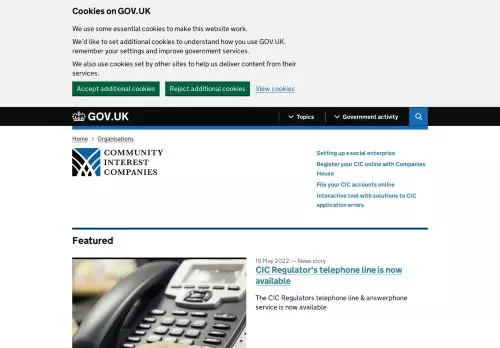 Cookies on GOV.UK
We use some essential cookies to make this website work.
We'd like to set additional cookies to understand how you use GOV.UK,
remember your settings and improve government services.
We also use cookies set by other sites to help us deliver content from their
services.
Accept additional cookies
Reject additional cookies
View cookies
GOV.UK
Topics
Government activity
Home > Organisations
COMMUNITY
INTEREST
COMPANIES
Setting up a social enterprise
Register your CIC online with Companies
House
File your CIC accounts online
Interactive tool with solutions to CIC
application errors
Featured
19 May 2022 — News story
CIC Regulator's telephone line is now
available
The CIC Regulators telephone line & answerphone
service is now available